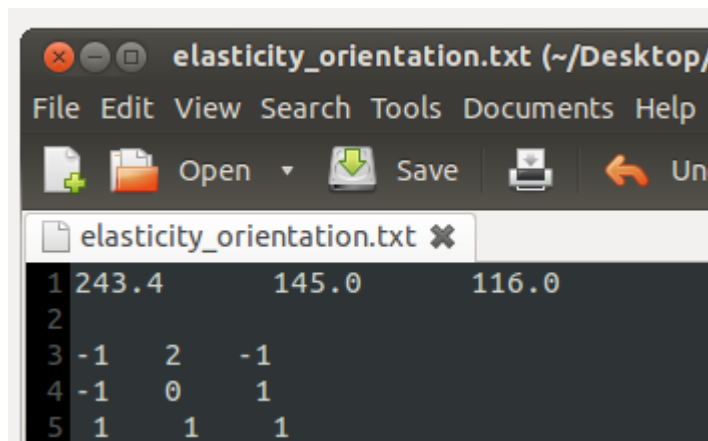 elasticity_orientation.txt (~/Desktop/
File Edit View Search Tools Documents Help
Open Save Un
elasticity_orientation.txt
1 243.4 145.0 116.0
2
3 -1 2 -1
4 -1 0 1
5 1 1 1